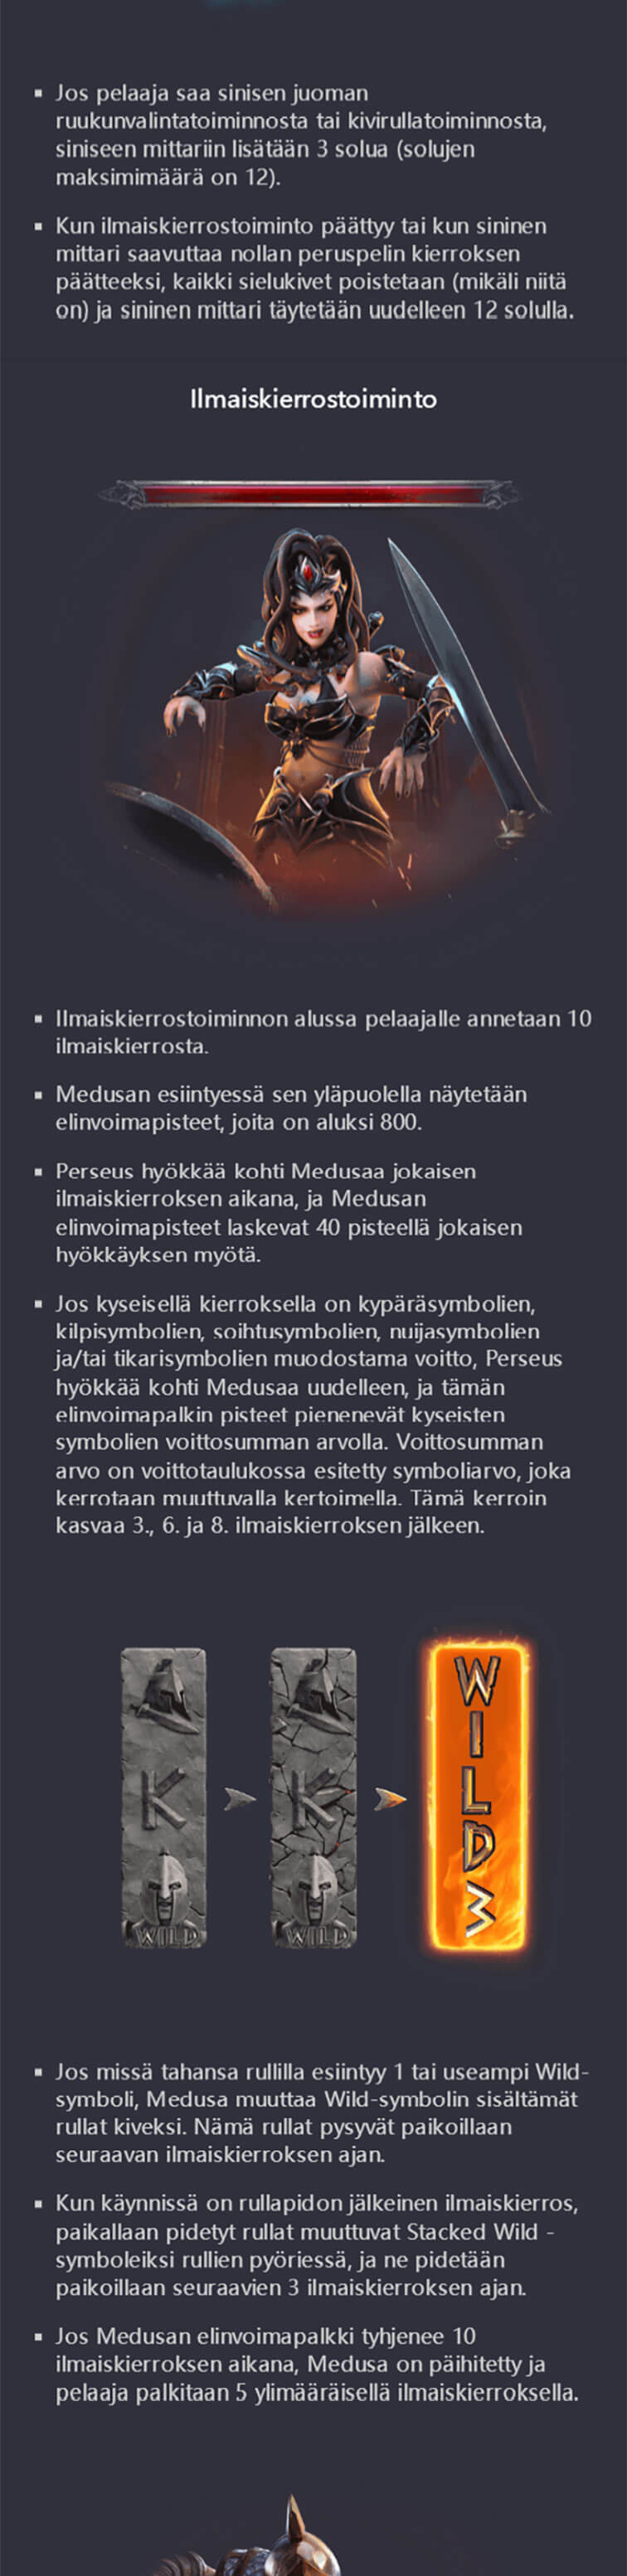 ▪ Jos pelaaja saa sinisen juoman
ruukunvalintatoiminnosta tai kivirullatoiminnosta,
siniseen mittariin lisätään 3 solua (solujen
maksimimäärä on 12).
▪ Kun ilmaiskierrostoiminto päättyy tai kun sininen
mittari saavuttaa nollan peruspelin kierroksen
päätteeksi, kaikki sielukivet poistetaan (mikäli niitä
on) ja sininen mittari täytetään uudelleen 12 solulla.
Ilmaiskierrostoiminto
▪ Ilmaiskierrostoiminnon alussa pelaajalle annetaan 10
ilmaiskierrosta.
▪ Medusan esiintyessä sen yläpuolella näytetään
elinvoimapisteet, joita on aluksi 800.
▪ Perseus hyökkää kohti Medusaa jokaisen
ilmaiskierroksen aikana, ja Medusan
elinvoimapisteet laskevat 40 pisteellä jokaisen
hyökkäyksen myötä.
▪ Jos kyseisellä kierroksella on kypäräsymbolien,
kilpisymbolien, soihtusymbolien, nuijasymbolien
ja/tai tikarisymbolien muodostama voitto, Perseus
hyökkää kohti Medusaa uudelleen, ja tämän
elinvoimapalkin pisteet pienenevät kyseisten
symbolien voittosumman arvolla. Voittosumman
arvo on voittotaulukossa esitetty symboliarvo, joka
kerrotaan muuttuvalla kertoimella. Tämä kerroin
kasvaa 3., 6. ja 8. ilmaiskierroksen jälkeen.
K
WILD
K
WILD
WILD
3
▪ Jos missä tahansa rullilla esiintyy 1 tai useampi Wild-
symboli, Medusa muuttaa Wild-symbolin sisältämät
rullat kiveksi. Nämä rullat pysyvät paikoillaan
seuraavan ilmaiskierroksen ajan.
▪ Kun käynnissä on rullapidon jälkeinen ilmaiskierros,
paikallaan pidetyt rullat muuttuvat Stacked Wild -
symboleiksi rullien pyöriessä, ja ne pidetään
paikoillaan seuraavien 3 ilmaiskierroksen ajan.
▪ Jos Medusan elinvoimapalkki tyhjenee 10
ilmaiskierroksen aikana, Medusa on päihitetty ja
pelaaja palkitaan 5 ylimääräisellä ilmaiskierroksella.